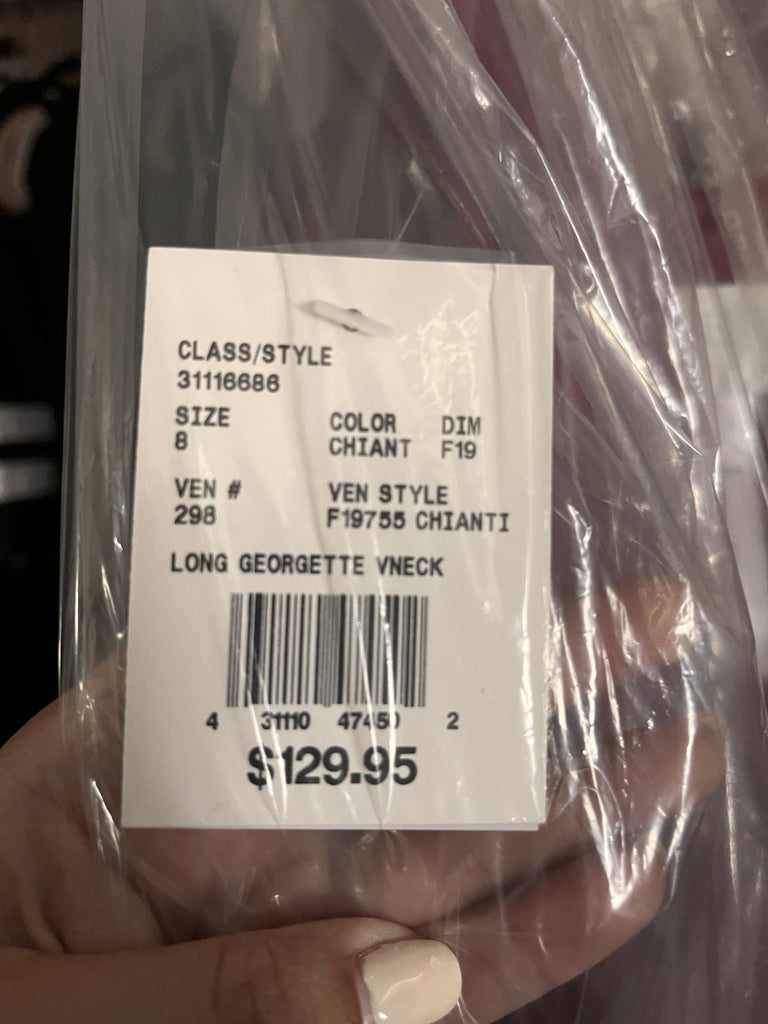 CLASS/STYLE
31116686
SIZE COLOR DIM
8 CHIANT F19
VEN # VEN STYLE
298 F19755 CHIANTI
LONG GEORGETTE VNECK
4 31110 47450 2
$129.95